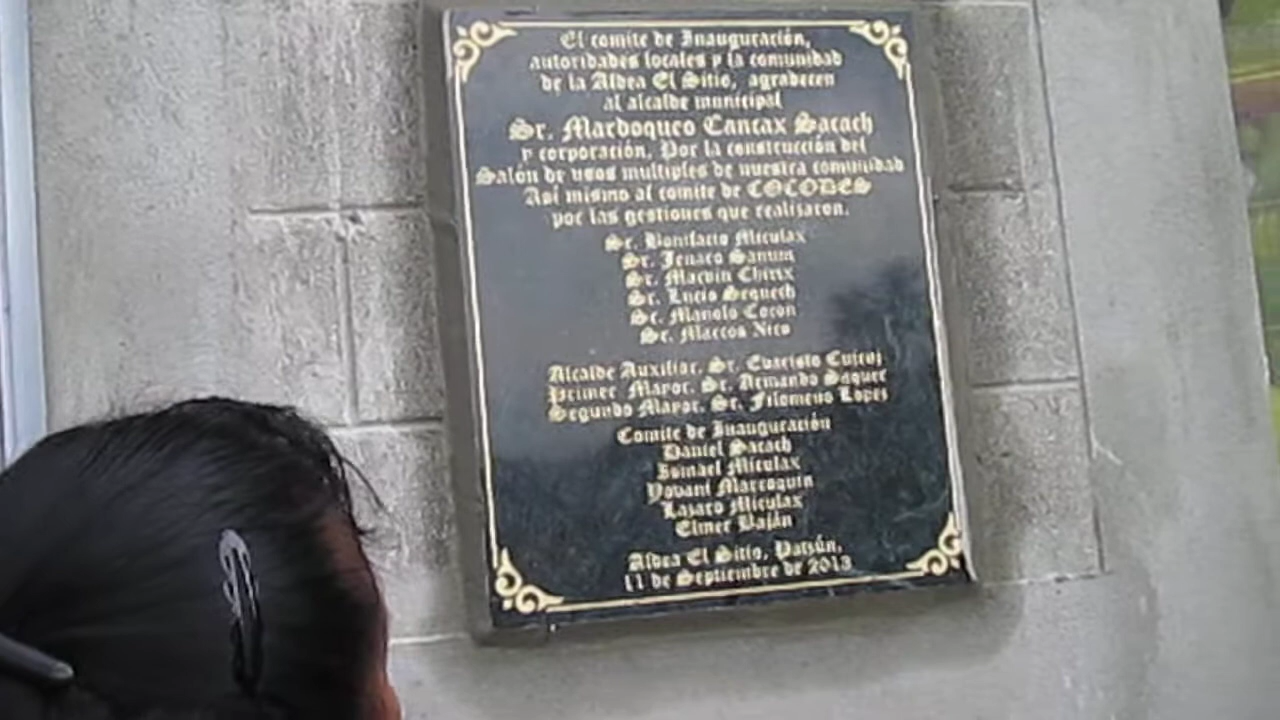 El comite de Inauguración,
autoridades locales y la comunidad
de la Aldea El Sitio, agradecen
al alcalde municipal
Sr. Mardoqueo Cancax Sacach
y corporación. Por la construcción del
Salón de usos multiples de nuestra comunidad
Así mismo al comite de COCODES
por las gestiones que realizaron.
Sr. Bonifacio Miculax
Sr. Jenaro Sanum
Sr. Marvin Chirix
Sr. Lucio Sequech
Sr. Manolo Cocon
Sr. Marcos Nico
Alcalde Auxiliar. Sr. Evaristo Cujcuj
Primer Mayor. Sr. Armando Saquec
Segundo Mayor. Sr. Filomeno Lopes
Comite de Inauguración
Daniel Sacach
Ismael Miculax
Yovani Marroquin
Lazaro Miculax
Elmer Baján
Aldea El Sitio, Patzún,
11 de Septiembre de 2013